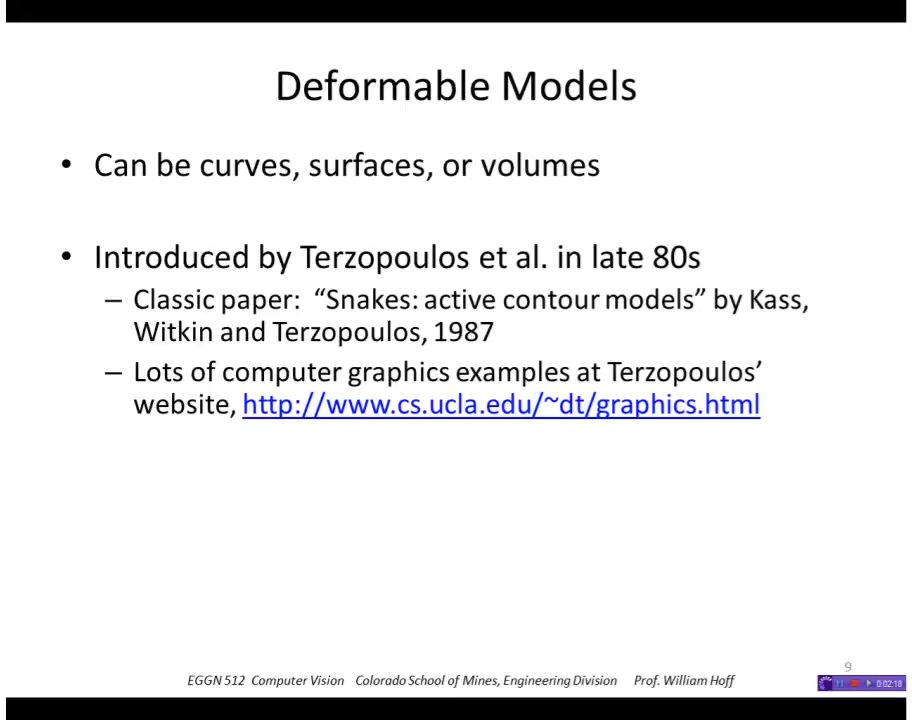 Deformable Models
• Can be curves, surfaces, or volumes
• Introduced by Terzopoulos et al. in late 80s
– Classic paper: “Snakes: active contour models” by Kass,
Witkin and Terzopoulos, 1987
– Lots of computer graphics examples at Terzopoulos’
website, http://www.cs.ucla.edu/~dt/graphics.html
9
EGGN 512 Computer Vision Colorado School of Mines, Engineering Division Prof. William Hoff
0:02:18